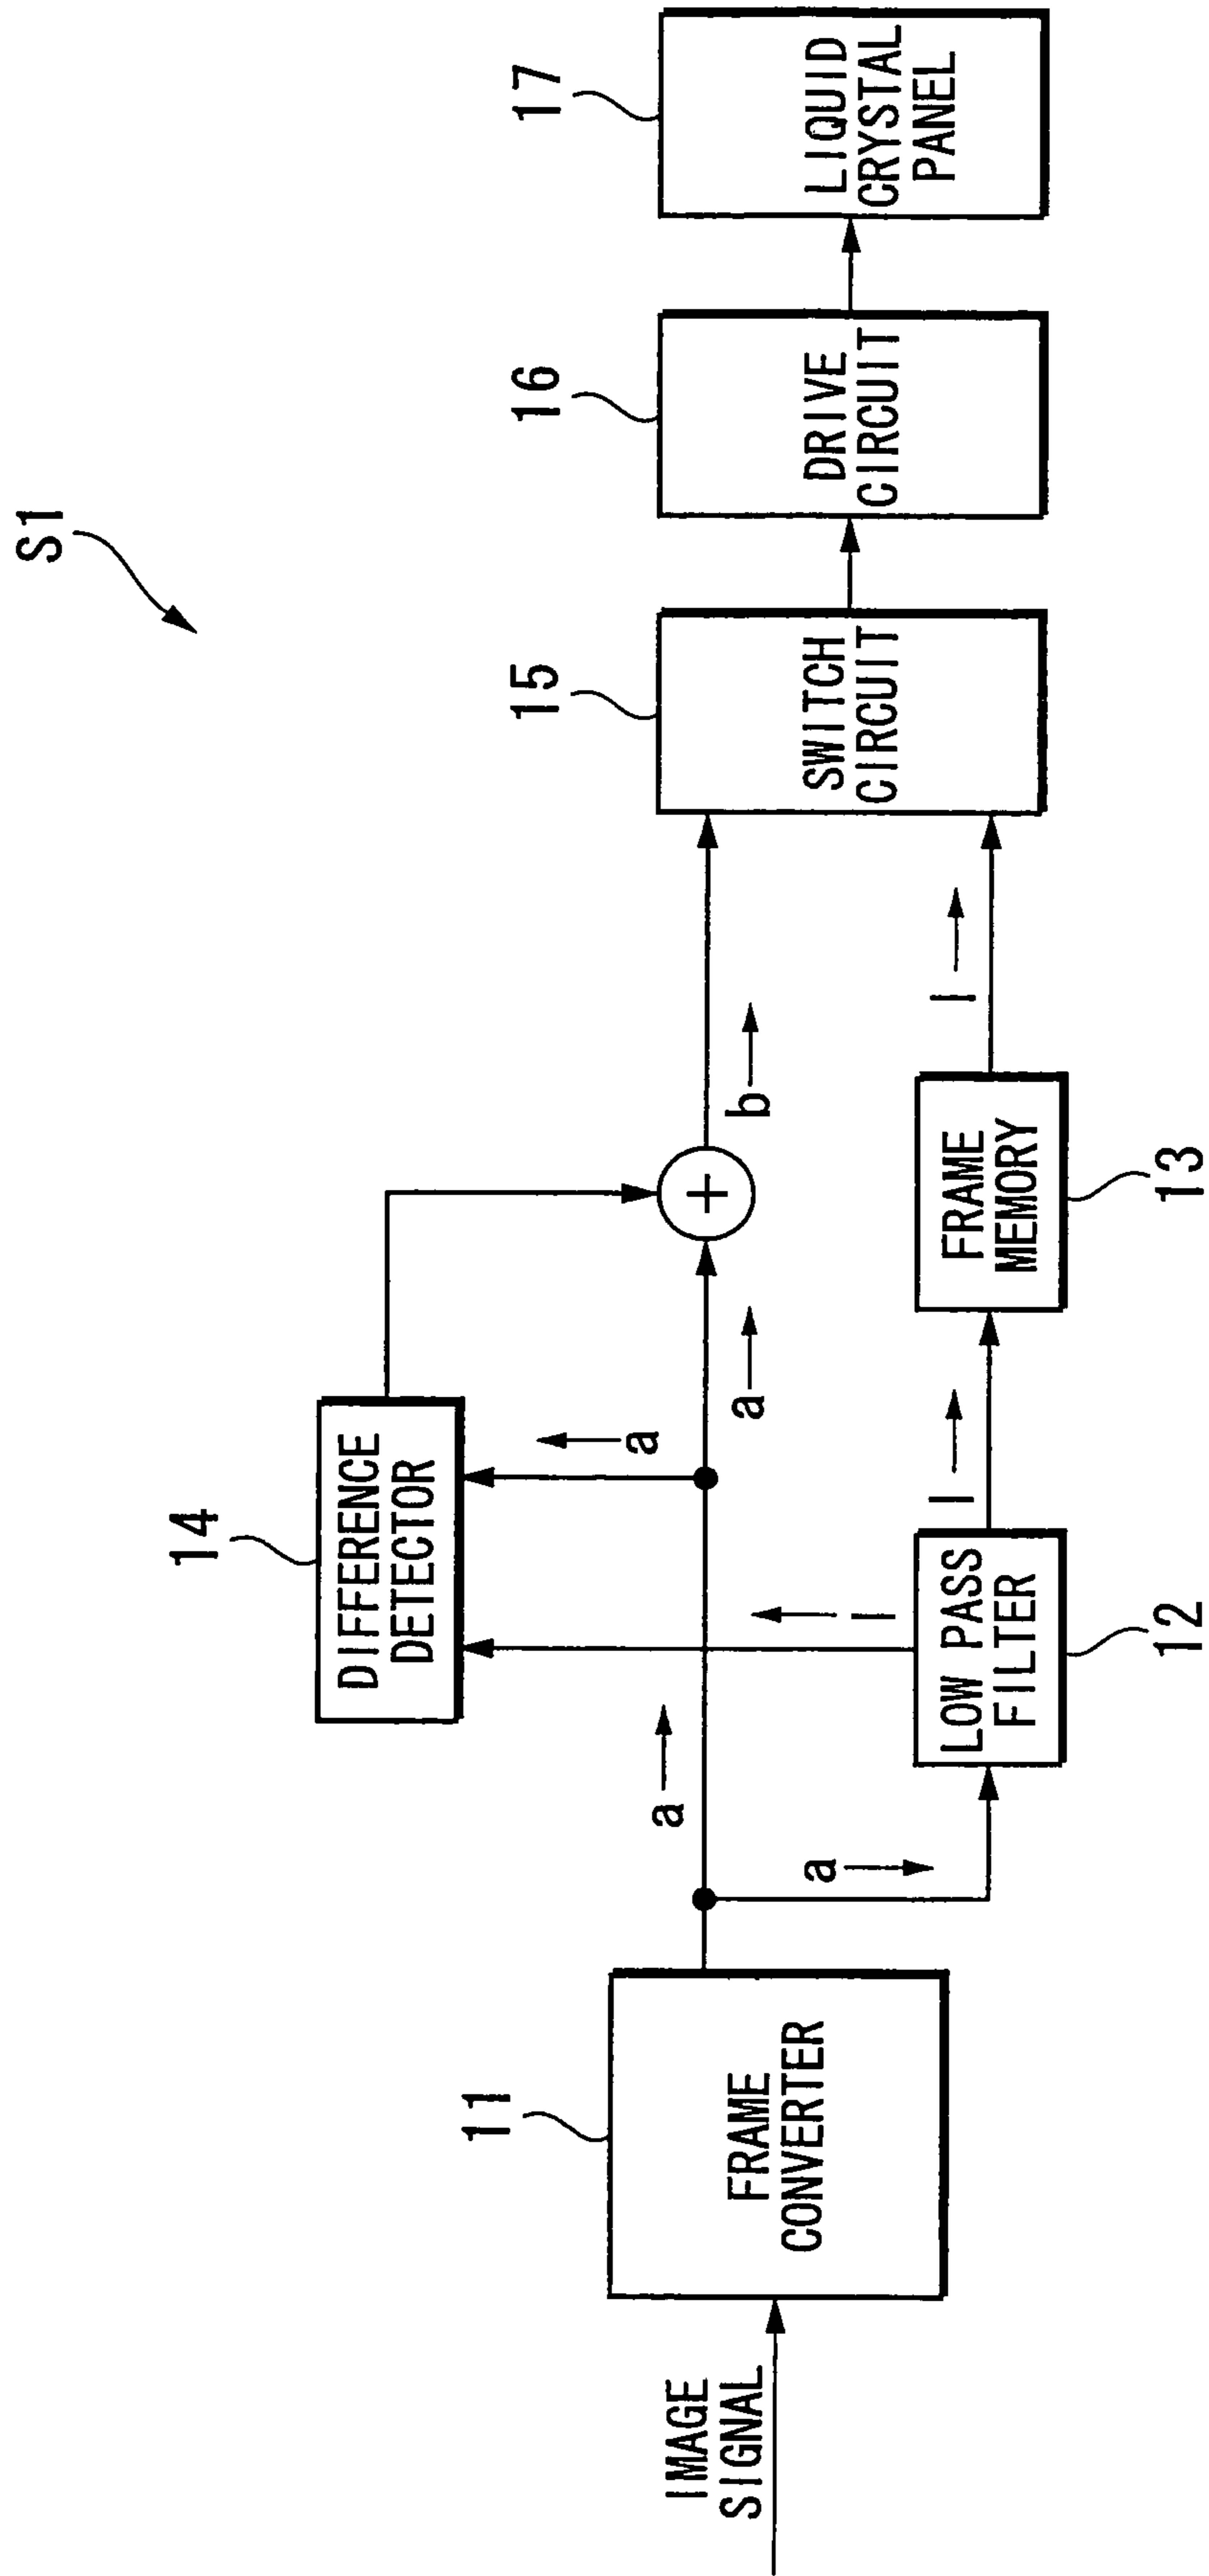 S1
14
DIFFERENCE
DETECTOR
11
FRAME
CONVERTER
IMAGE
SIGNAL
a
a
a
a
b
15
SWITCH
CIRCUIT
16
DRIVE
CIRCUIT
17
LIQUID
CRYSTAL
PANEL
l
LOW PASS
FILTER
12
l
FRAME
MEMORY
13
l